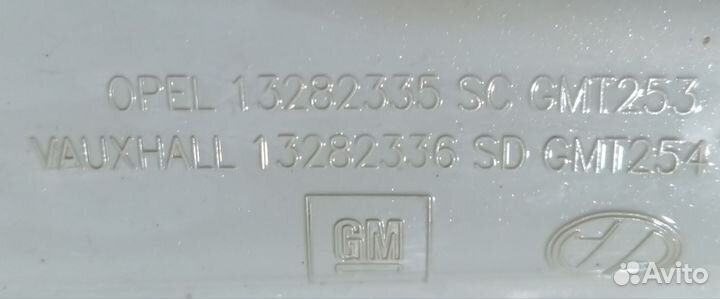 OPEL 13282335 SC GMT253
VAUXHALL 13282336 SD GMT254
GM
Avito